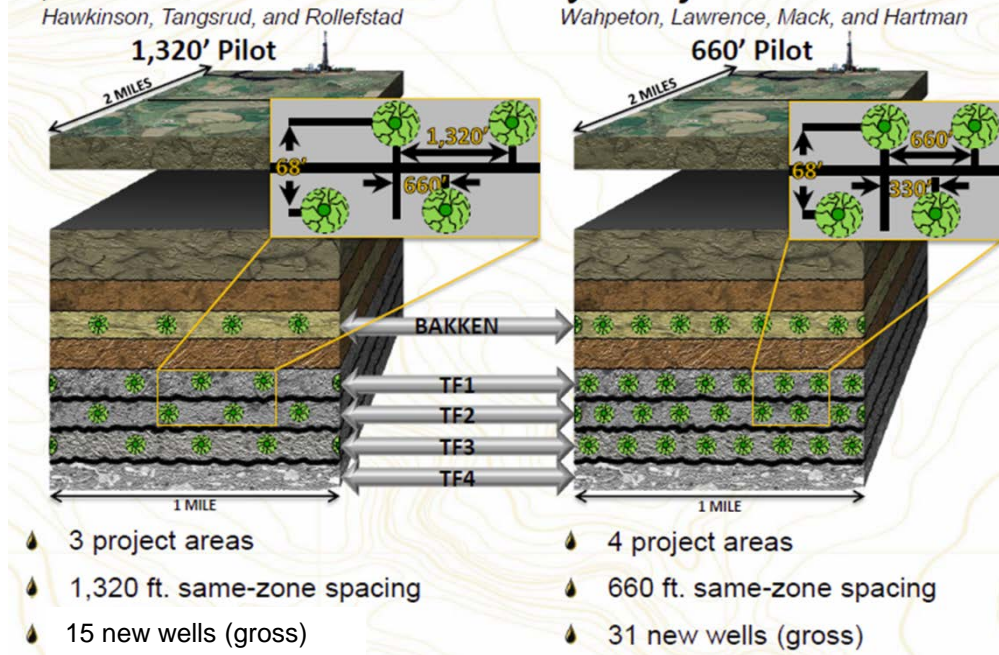 Hawkinson, Tangsrud, and Rollefstad
1,320' Pilot
2 MILES
1,320'
68'
660'
1 MILE
3 project areas
1,320 ft. same-zone spacing
15 new wells (gross)
BAKKEN
TF1
TF2
TF3
TF4
Wahpeton, Lawrence, Mack, and Hartman
660' Pilot
2 MILES
660'
68'
330'
1 MILE
4 project areas
660 ft. same-zone spacing
31 new wells (gross)